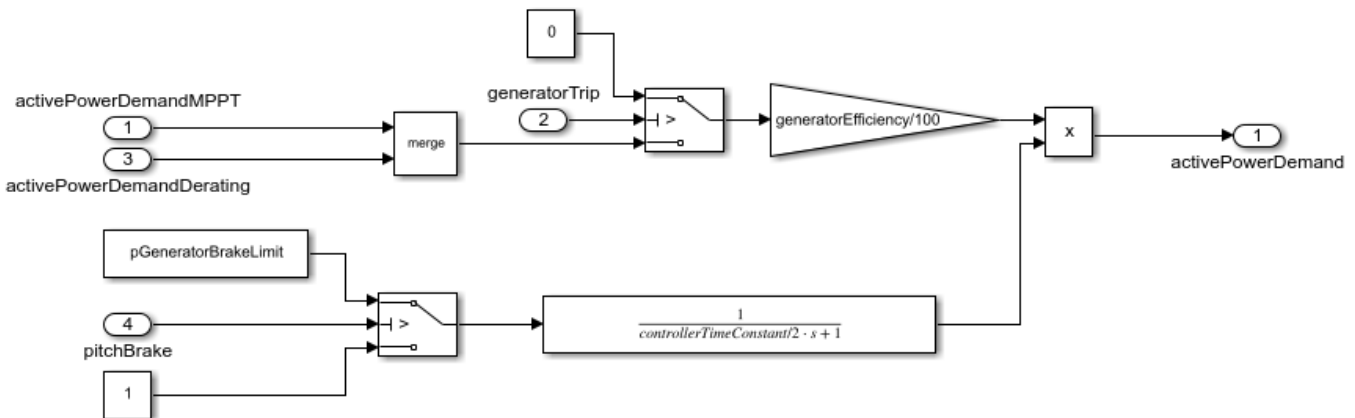 0
activePowerDemandMPPT
generatorTrip
1
2
>
generatorEfficiency/100
x
1
merge
3
activePowerDemand
activePowerDemandDerating
pGeneratorBrakeLimit
4
>
1
controllerTimeConstant/2 · s + 1
pitchBrake
1